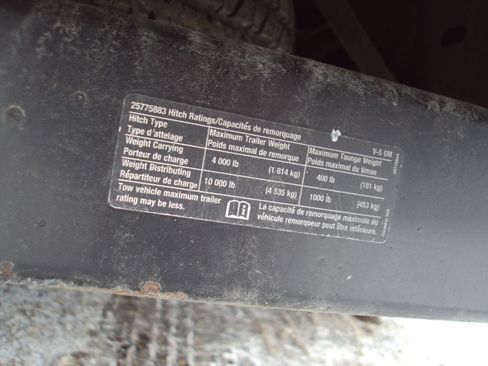 25775883 Hitch Ratings/Capacités de remorquage V-5 GM
Hitch Type Maximum Trailer Weight Maximum Tounge Weight
Type d'attelage Poids maximal de remorque Poids maximal du timon
Weight Carrying 4 000 lb (1 814 kg) 400 lb (181 kg)
Porteur de charge
Weight Distributing 10 000 lb (4 535 kg) 1000 lb (453 kg)
Répartiteur de charge
Tow vehicle maximum trailer
rating may be less.
La capacité de remorquage maximale du
véhicule remorqueur peut être inférieure.